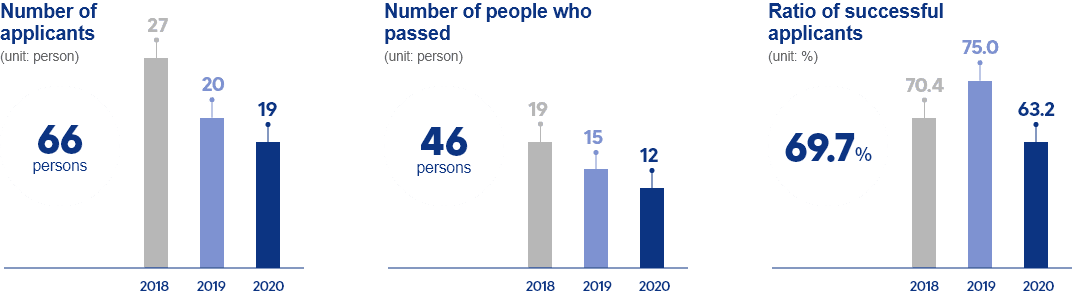 Number of
applicants
(unit: person)
66
persons
27
20
19
2018 2019 2020
Number of people who
passed
(unit: person)
46
persons
19
15
12
2018 2019 2020
Ratio of successful
applicants
(unit: %)
69.7%
70.4
75.0
63.2
2018 2019 2020